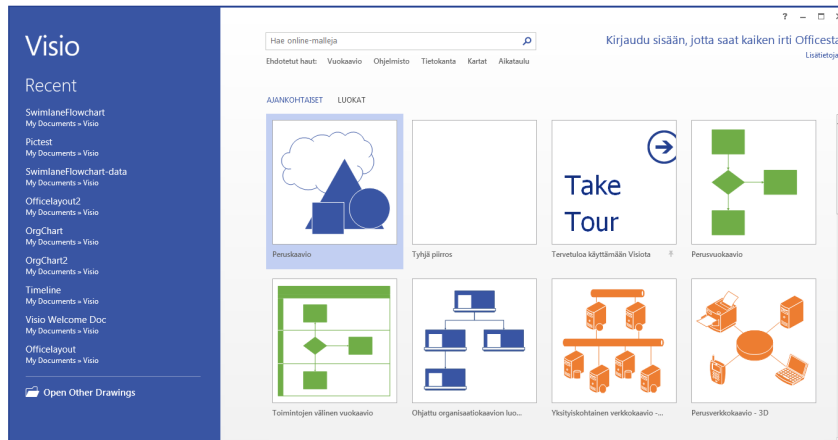 ? –
Visio
Hae online-malleja
Kirjaudu sisään, jotta saat kaiken irti Officesta
Lisätietoja
Ehdotetut haut: Vuokaavio Ohjelmisto Tietokanta Kartat Aikataulu
Recent
AJANKOHTAISET LUOKAT
SwimlaneFlowchart
My Documents » Visio
Pictest
My Documents » Visio
SwimlaneFlowchart-data
My Documents » Visio
Officelayout2
My Documents » Visio
OrgChart
My Documents » Visio
OrgChart2
My Documents » Visio
Timeline
My Documents » Visio
Visio Welcome Doc
My Documents » Visio
Officelayout
My Documents » Visio
Open Other Drawings
Take
Tour
Peruskaavio
Tyhjä piirros
Tervetuloa käyttämään Visiota
Perusvuokaavio
Toimintojen välinen vuokaavio
Ohjattu organisaatiokaavion luo...
Yksityiskohtainen verkkokaavio -...
Perusverkkokaavio - 3D